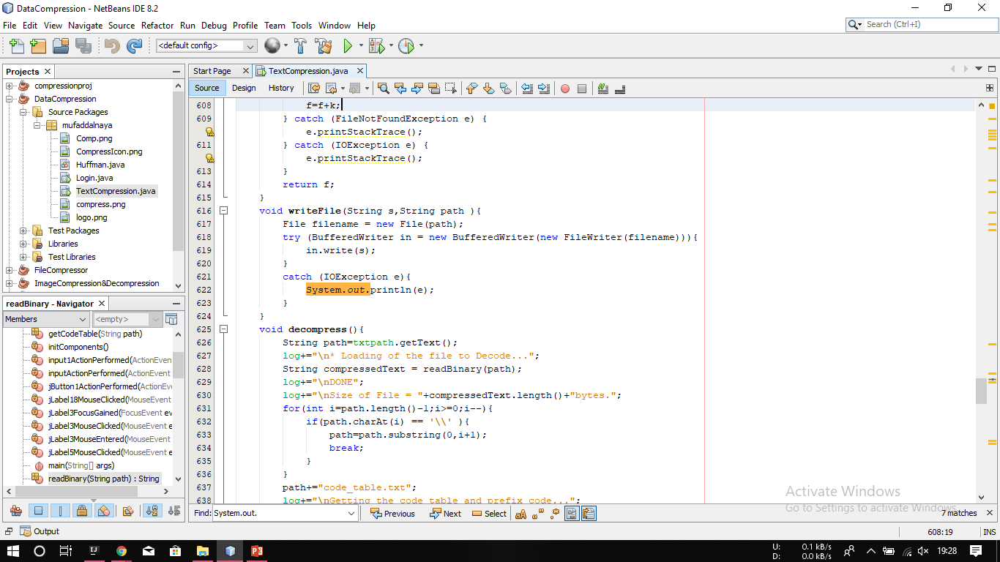 DataCompression - NetBeans IDE 8.2
File Edit View Navigate Source Refactor Run Debug Profile Team Tools Window Help
Search (Ctrl+I)
<default config>
Projects
compressionproj
DataCompression
Source Packages
mufaddalnaya
Comp.png
CompressIcon.png
Huffman.java
Login.java
TextCompression.java
compress.png
logo.png
Test Packages
Libraries
Test Libraries
FileCompressor
ImageCompression&Decompression
readBinary - Navigator
Members
<empty>
getCodeTable(String path)
initComponents()
input1ActionPerformed(ActionEven
inputActionPerformed(ActionEvent
jButton1ActionPerformed(ActionEv
jLabel18MouseClicked(MouseEvent
jLabel3FocusGained(FocusEvent ev
jLabel3MouseClicked(MouseEvent e
jLabel3MouseEntered(MouseEvent
jLabel5MouseClicked(MouseEvent e
main(String[] args)
readBinary(String path) : String
Start Page
TextCompression.java
Source Design History
608 f=f+k;
609 } catch (FileNotFoundException e) {
e.printStackTrace();
611 } catch (IOException e) {
e.printStackTrace();
613 }
614 return f;
615 }
616 void writeFile(String s,String path ){
617 File filename = new File(path);
618 try (BufferedWriter in = new BufferedWriter(new FileWriter(filename))){
619 in.write(s);
620 }
621 catch (IOException e){
622 System.out.println(e);
623 }
624 }
625 void decompress(){
626 String path=txtpath.getText();
627 log+="\n* Loading of the file to Decode...";
628 String compressedText = readBinary(path);
629 log+="\nDONE";
630 log+="\nSize of File = "+compressedText.length()+"bytes.";
631 for(int i=path.length()-1;i>=0;i--){
632 if(path.charAt(i) == '\\' ){
633 path=path.substring(0,i+1);
634 break;
635 }
636 }
637 path+="code_table.txt";
638 log+="\nGetting the code table and prefix code...";
Activate Windows
Go to Settings to activate Windows.
Find: System.out.
Previous Next Select
7 matches
Output
608:19
INS
IJ
P3
U: 0.1 kB/s
D: 0.0 kB/s
19:28